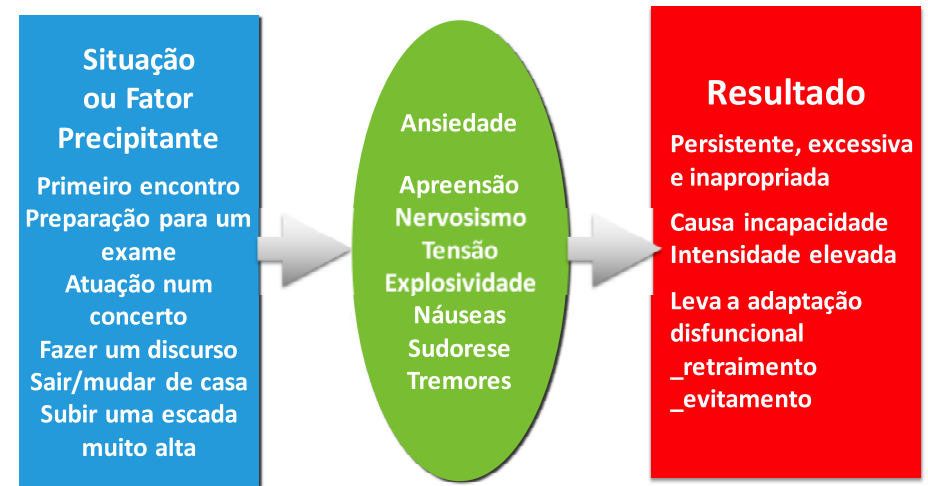 Situação
ou Fator
Precipitante
Primeiro encontro
Preparação para um
exame
Atuação num
concerto
Fazer um discurso
Sair/mudar de casa
Subir uma escada
muito alta
Ansiedade
Apreensão
Nervosismo
Tensão
Explosividade
Náuseas
Sudorese
Tremores
Resultado
Persistente, excessiva
e inapropriada
Causa incapacidade
Intensidade elevada
Leva a adaptação
disfuncional
_retraimento
_evitamento